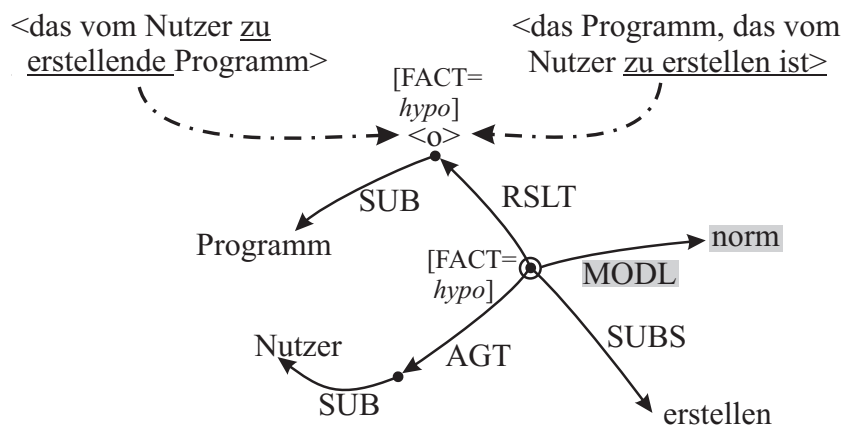 <das vom Nutzer zu
erstellende Programm>
<das Programm, das vom
Nutzer zu erstellen ist>
[FACT=
hypo]
<o>
SUB
RSLT
Programm
norm
[FACT=
hypo]
MODL
SUBS
Nutzer
AGT
SUB
erstellen